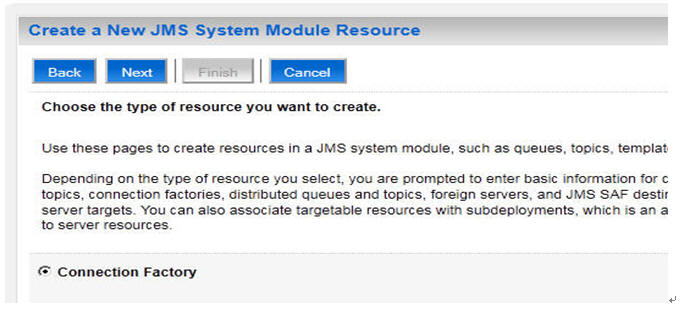 Create a New JMS System Module Resource
Back Next Finish Cancel
Choose the type of resource you want to create.
Use these pages to create resources in a JMS system module, such as queues, topics, templat
Depending on the type of resource you select, you are prompted to enter basic information for c
topics, connection factories, distributed queues and topics, foreign servers, and JMS SAF destin
server targets. You can also associate targetable resources with subdeployments, which is an a
to server resources.
Connection Factory